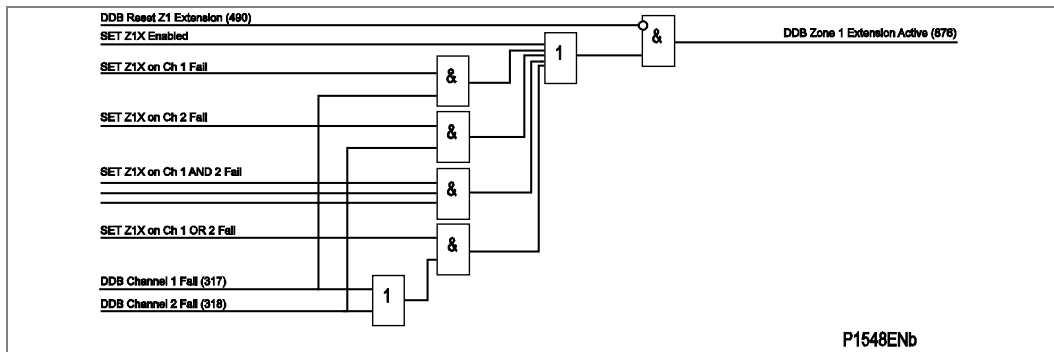 DDB Reset Z1 Extension (490)
SET Z1X Enabled
&
DDB Zone 1 Extension Active (876)
1
SET Z1X on Ch 1 Fail
&
SET Z1X on Ch 2 Fail
&
SET Z1X on Ch 1 AND 2 Fail
&
SET Z1X on Ch 1 OR 2 Fail
&
DDB Channel 1 Fail (317)
1
DDB Channel 2 Fail (318)
P1548ENb